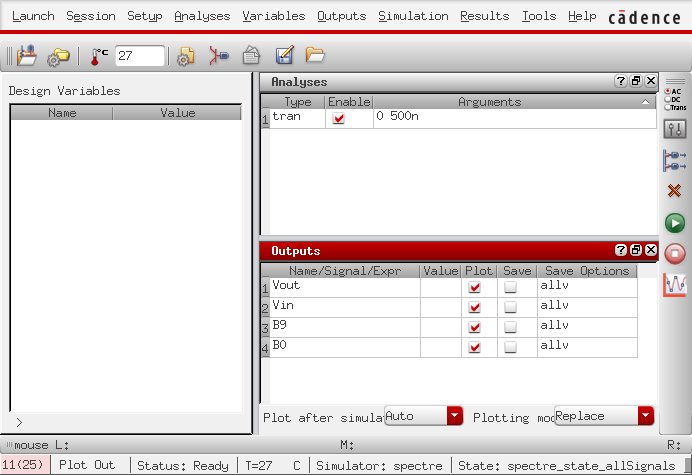 Launch Session Setup Analyses Variables Outputs Simulation Results Tools Help cādence
°C 27
Design Variables
Name Value
>
Analyses
Type Enable Arguments
1 tran 0 500n
AC
DC
Trans
Outputs
Name/Signal/Expr Value Plot Save Save Options
1 Vout allv
2 Vin allv
3 B9 allv
4 B0 allv
Plot after simula Auto Plotting mod Replace
mouse L: M: R:
11(25) Plot Out Status: Ready T=27 C Simulator: spectre State: spectre_state_allSignals